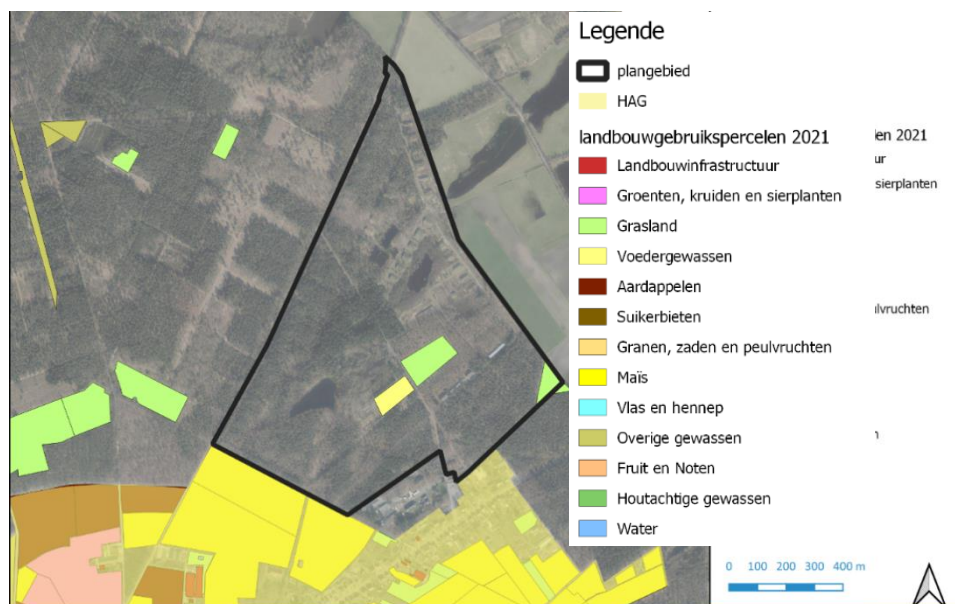 Legende
plangebied
HAG
landbouwgebruikspercelen 2021
Landbouwinfrastructuur
Groenten, kruiden en sierplanten
Grasland
Voedergewassen
Aardappelen
Suikerbieten
Granen, zaden en peulvruchten
Maïs
Vlas en hennep
Overige gewassen
Fruit en Noten
Houtachtige gewassen
Water
len 2021
ur
sierplanten
ulvruchten
n
0 100 200 300 400 m